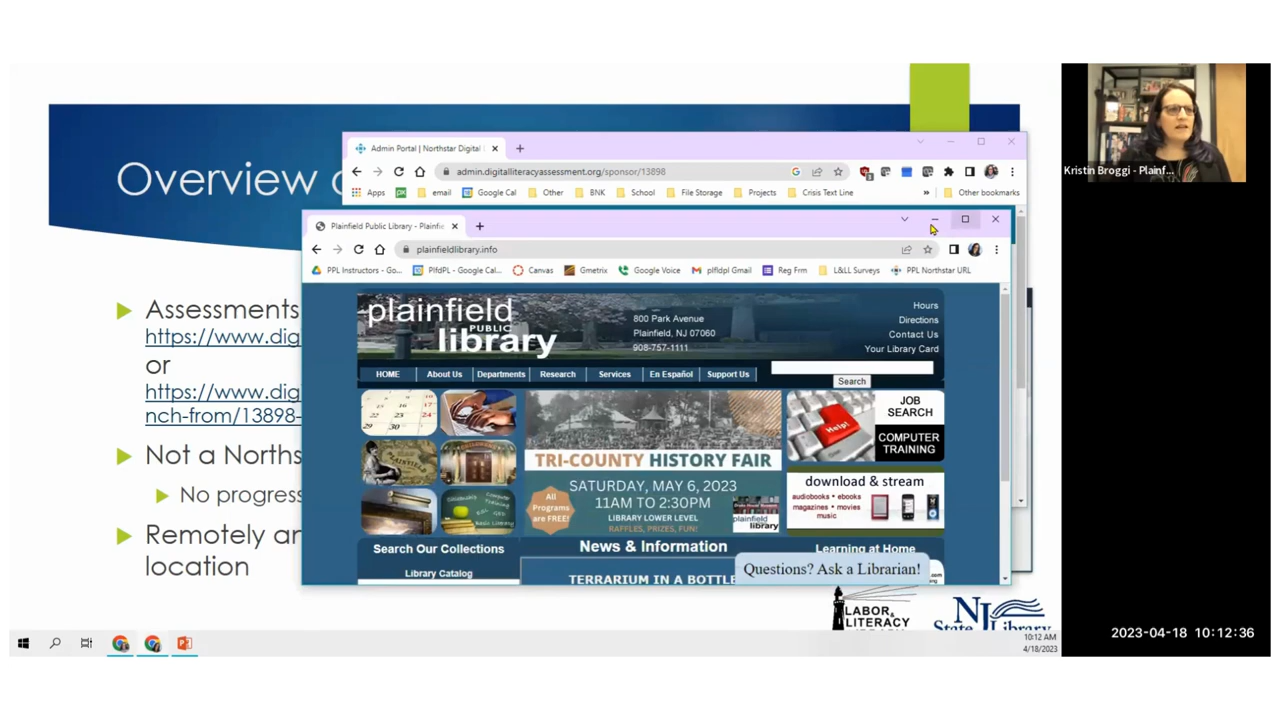 Overview
Assessments
https://www.dig
or
https://www.dig
nch-from/13898-
Not a Norths
No progress
Remotely ar
location
Admin Portal | Northstar Digital
admin.digitalliteracyassessment.org/sponsor/13898
Apps
email
Google Cal
Other
BNK
School
File Storage
Projects
Crisis Text Line
»
Other bookmarks
Plainfield Public Library - Plainfie
plainfieldlibrary.info
PPL Instructors - Go...
PlfdPL - Google Cal...
Canvas
Gmetrix
Google Voice
plfldpl Gmail
Reg Frm
L&LL Surveys
PPL Northstar URL
plainfield
PUBLIC
library
800 Park Avenue
Plainfield, NJ 07060
908-757-1111
Hours
Directions
Contact Us
Your Library Card
HOME
About Us
Departments
Research
Services
En Español
Support Us
Search
Help!
JOB
SEARCH
COMPUTER
TRAINING
TRI-COUNTY HISTORY FAIR
SATURDAY, MAY 6, 2023
11AM TO 2:30PM
LIBRARY LOWER LEVEL
RAFFLES, PRIZES, FUN!
All
Programs
are FREE!
plainfield
library
download & stream
audiobooks • ebooks
magazines • movies
music
Search Our Collections
Library Catalog
News & Information
TERRARIUM IN A BOTTLE
Learning at Home
Questions? Ask a Librarian!
LABOR &
LITERACY
NJ
State Library
10:12 AM
4/18/2023
Kristin Broggi - Plainf...
2023-04-18 10:12:36